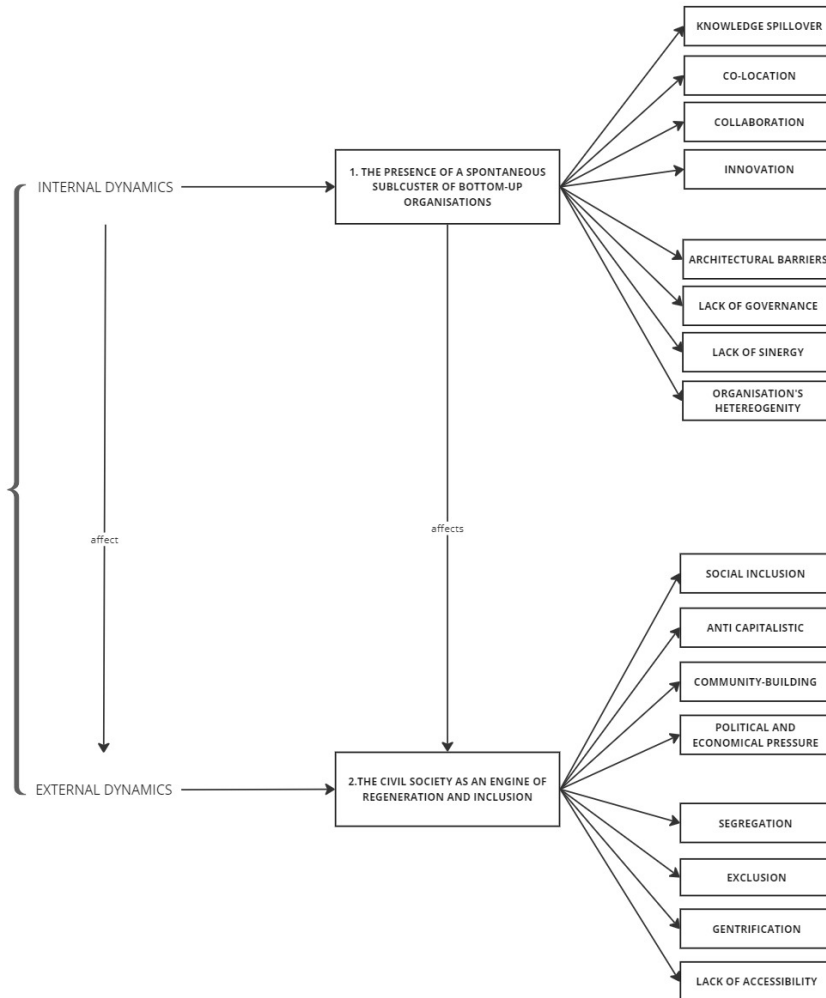 KNOWLEDGE SPILLOVER
CO-LOCATION
COLLABORATION
INNOVATION
INTERNAL DYNAMICS
1. THE PRESENCE OF A SPONTANEOUS
SUBLCUSTER OF BOTTOM-UP
ORGANISATIONS
ARCHITECTURAL BARRIERS
LACK OF GOVERNANCE
LACK OF SINERGY
ORGANISATION'S
HETEREOGENITY
affect
affects
SOCIAL INCLUSION
ANTI CAPITALISTIC
COMMUNITY-BUILDING
POLITICAL AND
ECONOMICAL PRESSURE
EXTERNAL DYNAMICS
2.THE CIVIL SOCIETY AS AN ENGINE OF
REGENERATION AND INCLUSION
SEGREGATION
EXCLUSION
GENTRIFICATION
LACK OF ACCESSIBILITY